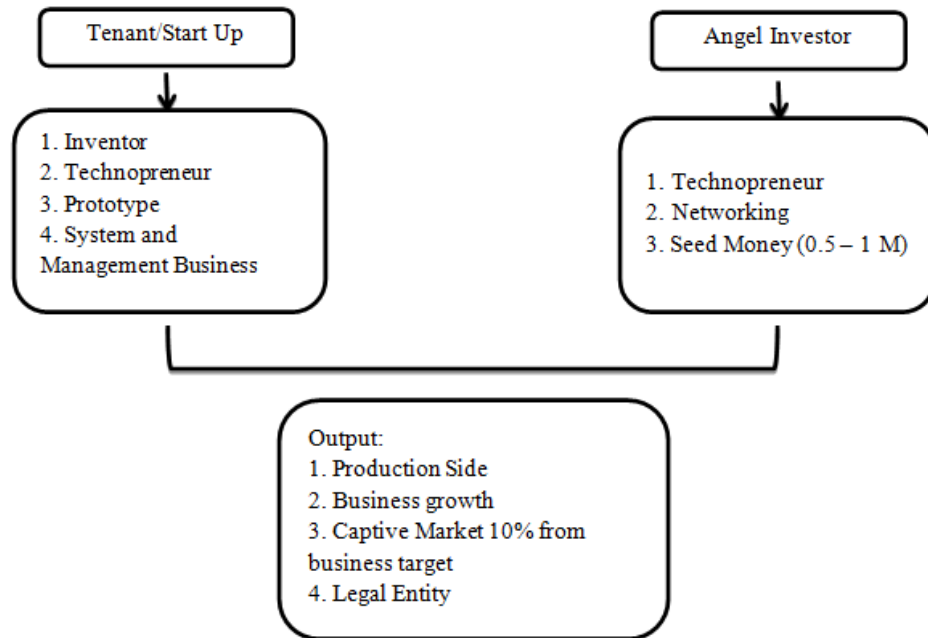 Tenant/Start Up
1. Inventor
2. Technopreneur
3. Prototype
4. System and
Management Business
Angel Investor
1. Technopreneur
2. Networking
3. Seed Money (0.5 – 1 M)
Output:
1. Production Side
2. Business growth
3. Captive Market 10% from
business target
4. Legal Entity